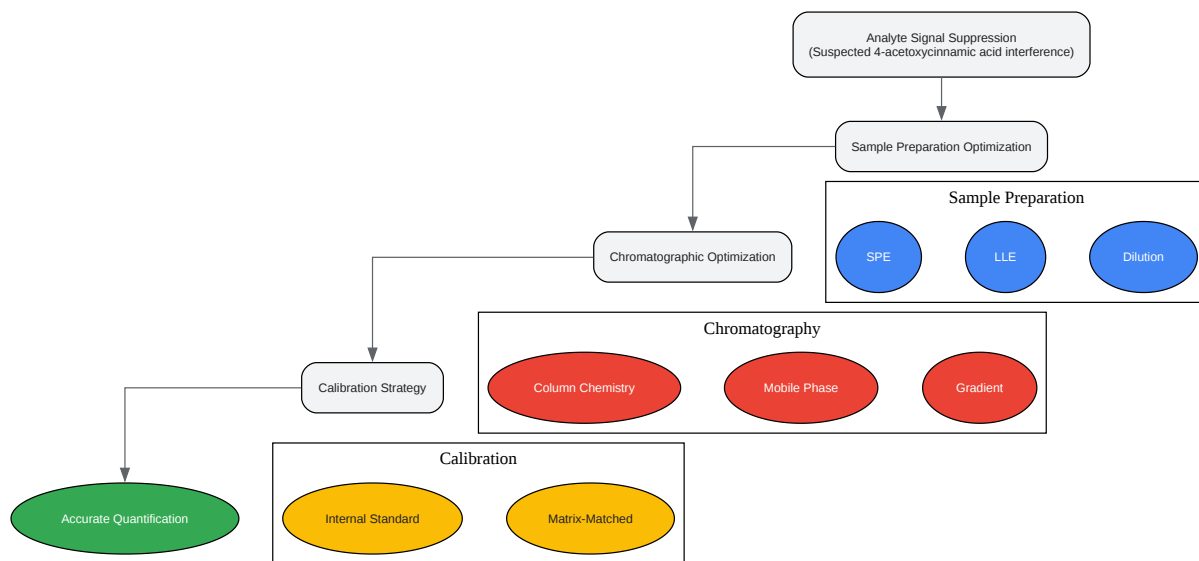 Analyte Signal Suppression
(Suspected 4-acetoxycinnamic acid interference)
Sample Preparation Optimization
Sample Preparation
SPE
LLE
Dilution
Chromatographic Optimization
Chromatography
Column Chemistry
Mobile Phase
Gradient
Calibration Strategy
Calibration
Internal Standard
Matrix-Matched
Accurate Quantification